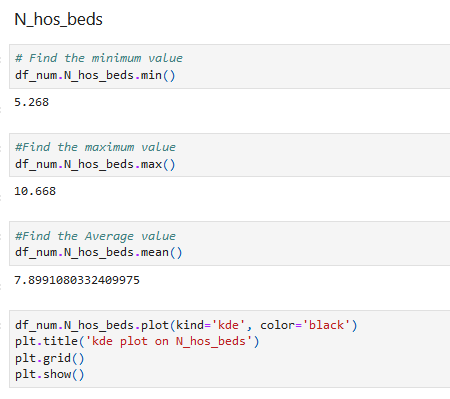 N_hos_beds
# Find the minimum value
df_num.N_hos_beds.min()
5.268
#Find the maximum value
df_num.N_hos_beds.max()
10.668
#Find the Average value
df_num.N_hos_beds.mean()
7.8991080332409975
df_num.N_hos_beds.plot(kind='kde', color='black')
plt.title('kde plot on N_hos_beds')
plt.grid()
plt.show()